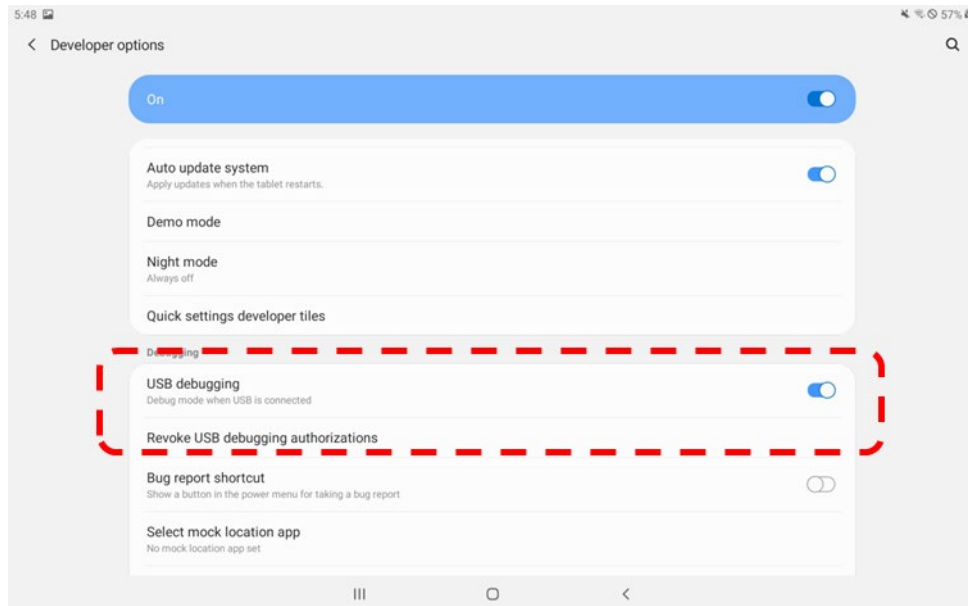 5:48
57%
Developer options
On
Auto update system
Apply updates when the tablet restarts.
Demo mode
Night mode
Always off
Quick settings developer tiles
Debugging
USB debugging
Debug mode when USB is connected
Revoke USB debugging authorizations
Bug report shortcut
Show a button in the power menu for taking a bug report
Select mock location app
No mock location app set